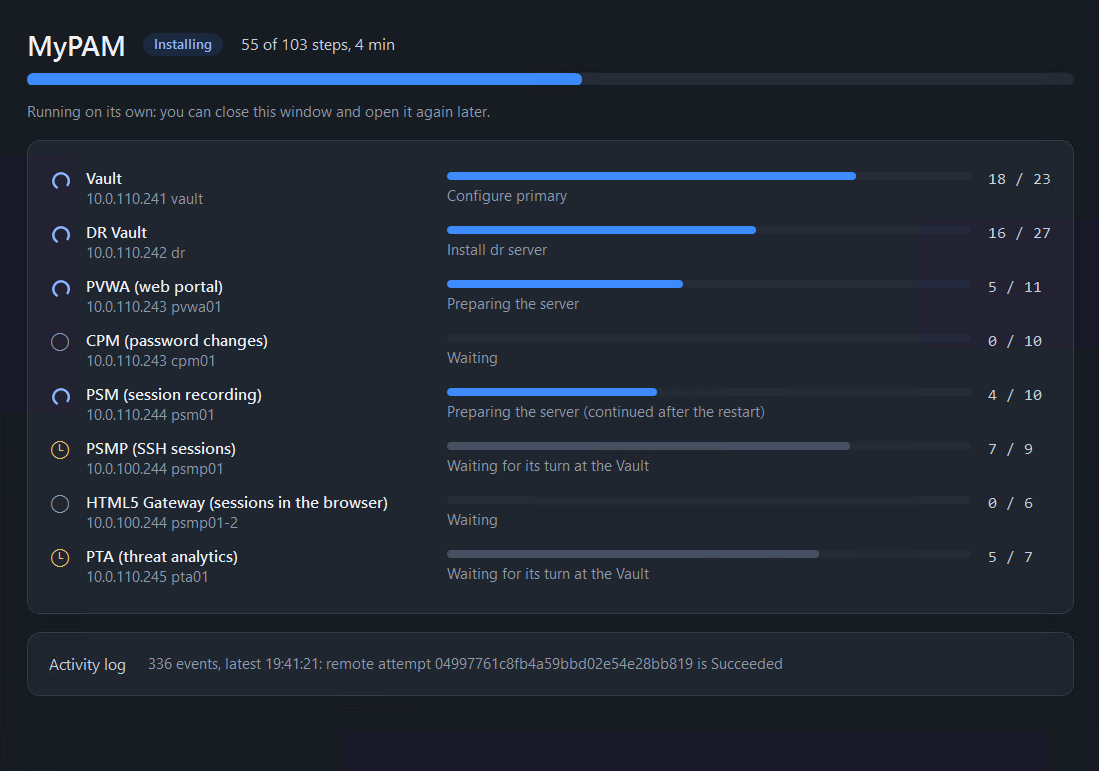 MyPAM Installing 55 of 103 steps, 4 min
Running on its own: you can close this window and open it again later.
Vault 18 / 23
10.0.110.241 vault Configure primary
DR Vault 16 / 27
10.0.110.242 dr Install dr server
PVWA (web portal) 5 / 11
10.0.110.243 pvwa01 Preparing the server
CPM (password changes) 0 / 10
10.0.110.243 cpm01 Waiting
PSM (session recording) 4 / 10
10.0.110.244 psm01 Preparing the server (continued after the restart)
PSMP (SSH sessions) 7 / 9
10.0.100.244 psmp01 Waiting for its turn at the Vault
HTML5 Gateway (sessions in the browser) 0 / 6
10.0.100.244 psmp01-2 Waiting
PTA (threat analytics) 5 / 7
10.0.110.245 pta01 Waiting for its turn at the Vault
Activity log 336 events, latest 19:41:21: remote attempt 04997761c8fb4a59bbd02e54e28bb819 is Succeeded